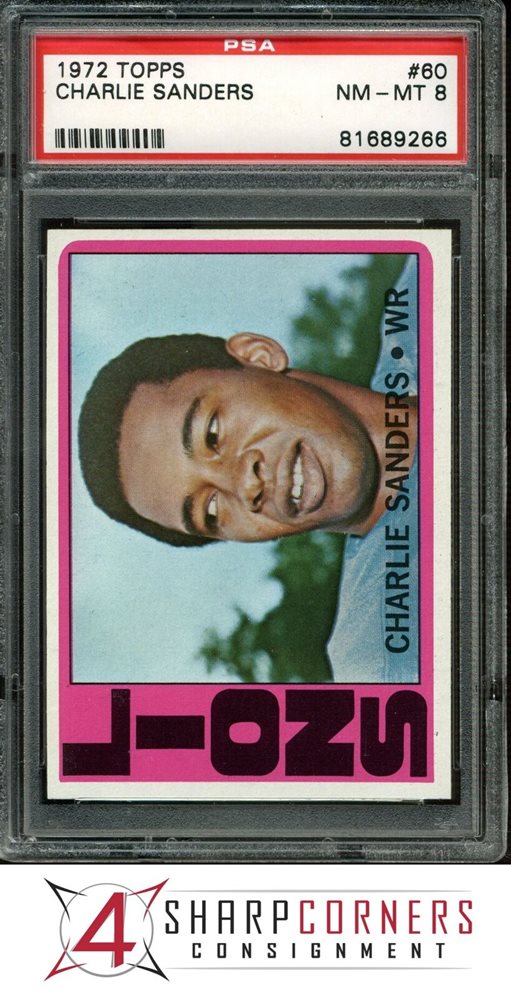 PSA
1972 TOPPS #60
CHARLIE SANDERS NM - MT 8
81689266
CHARLIE SANDERS • WR
LIONS
4 SHARPCORNERS
CONSIGNMENT